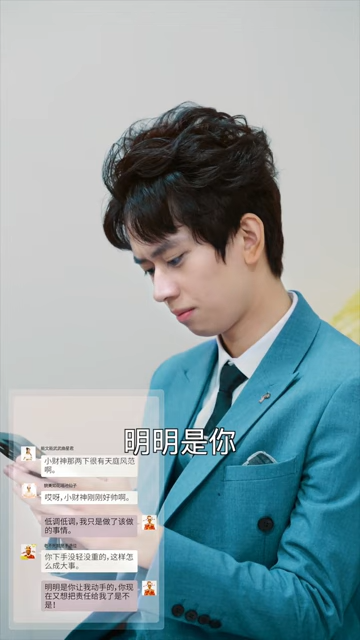 明明是你
小财神那两下很有天庭风范
啊。
哎呀,小财神刚刚好帅啊。
低调低调,我只是做了该做
的事情。
你下手没轻没重的,这样怎
么成大事。
明明是你让我动手的,你现
在又想把责任给我了是不
是!